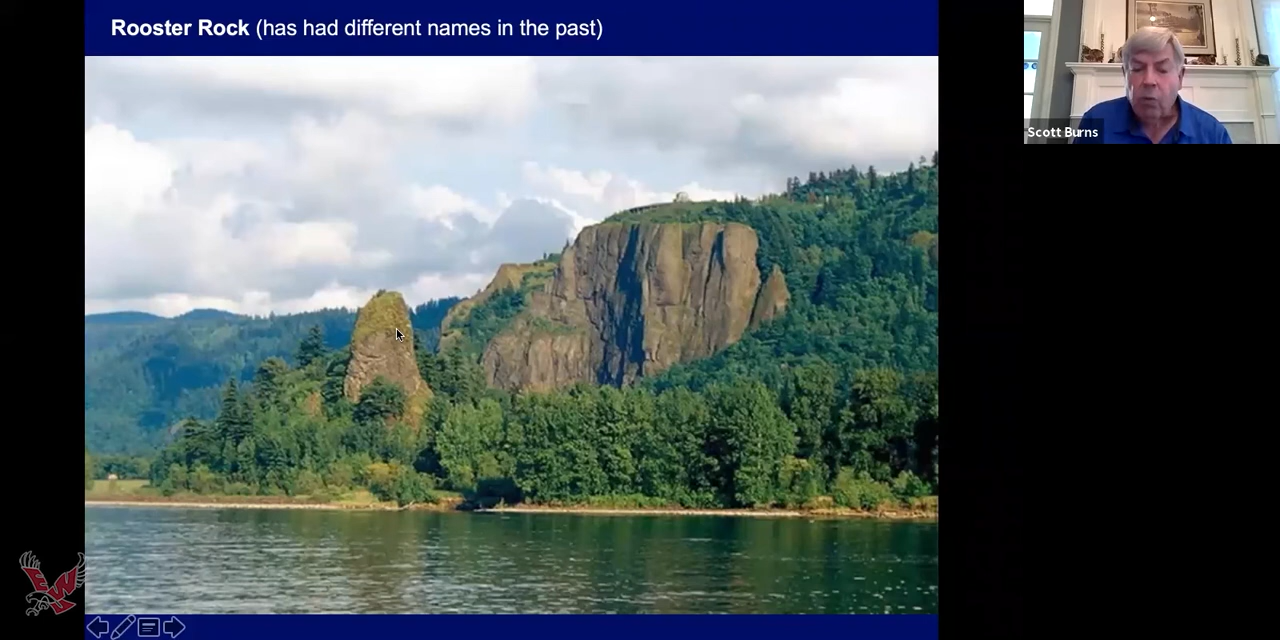 Rooster Rock (has had different names in the past)
Scott Burns